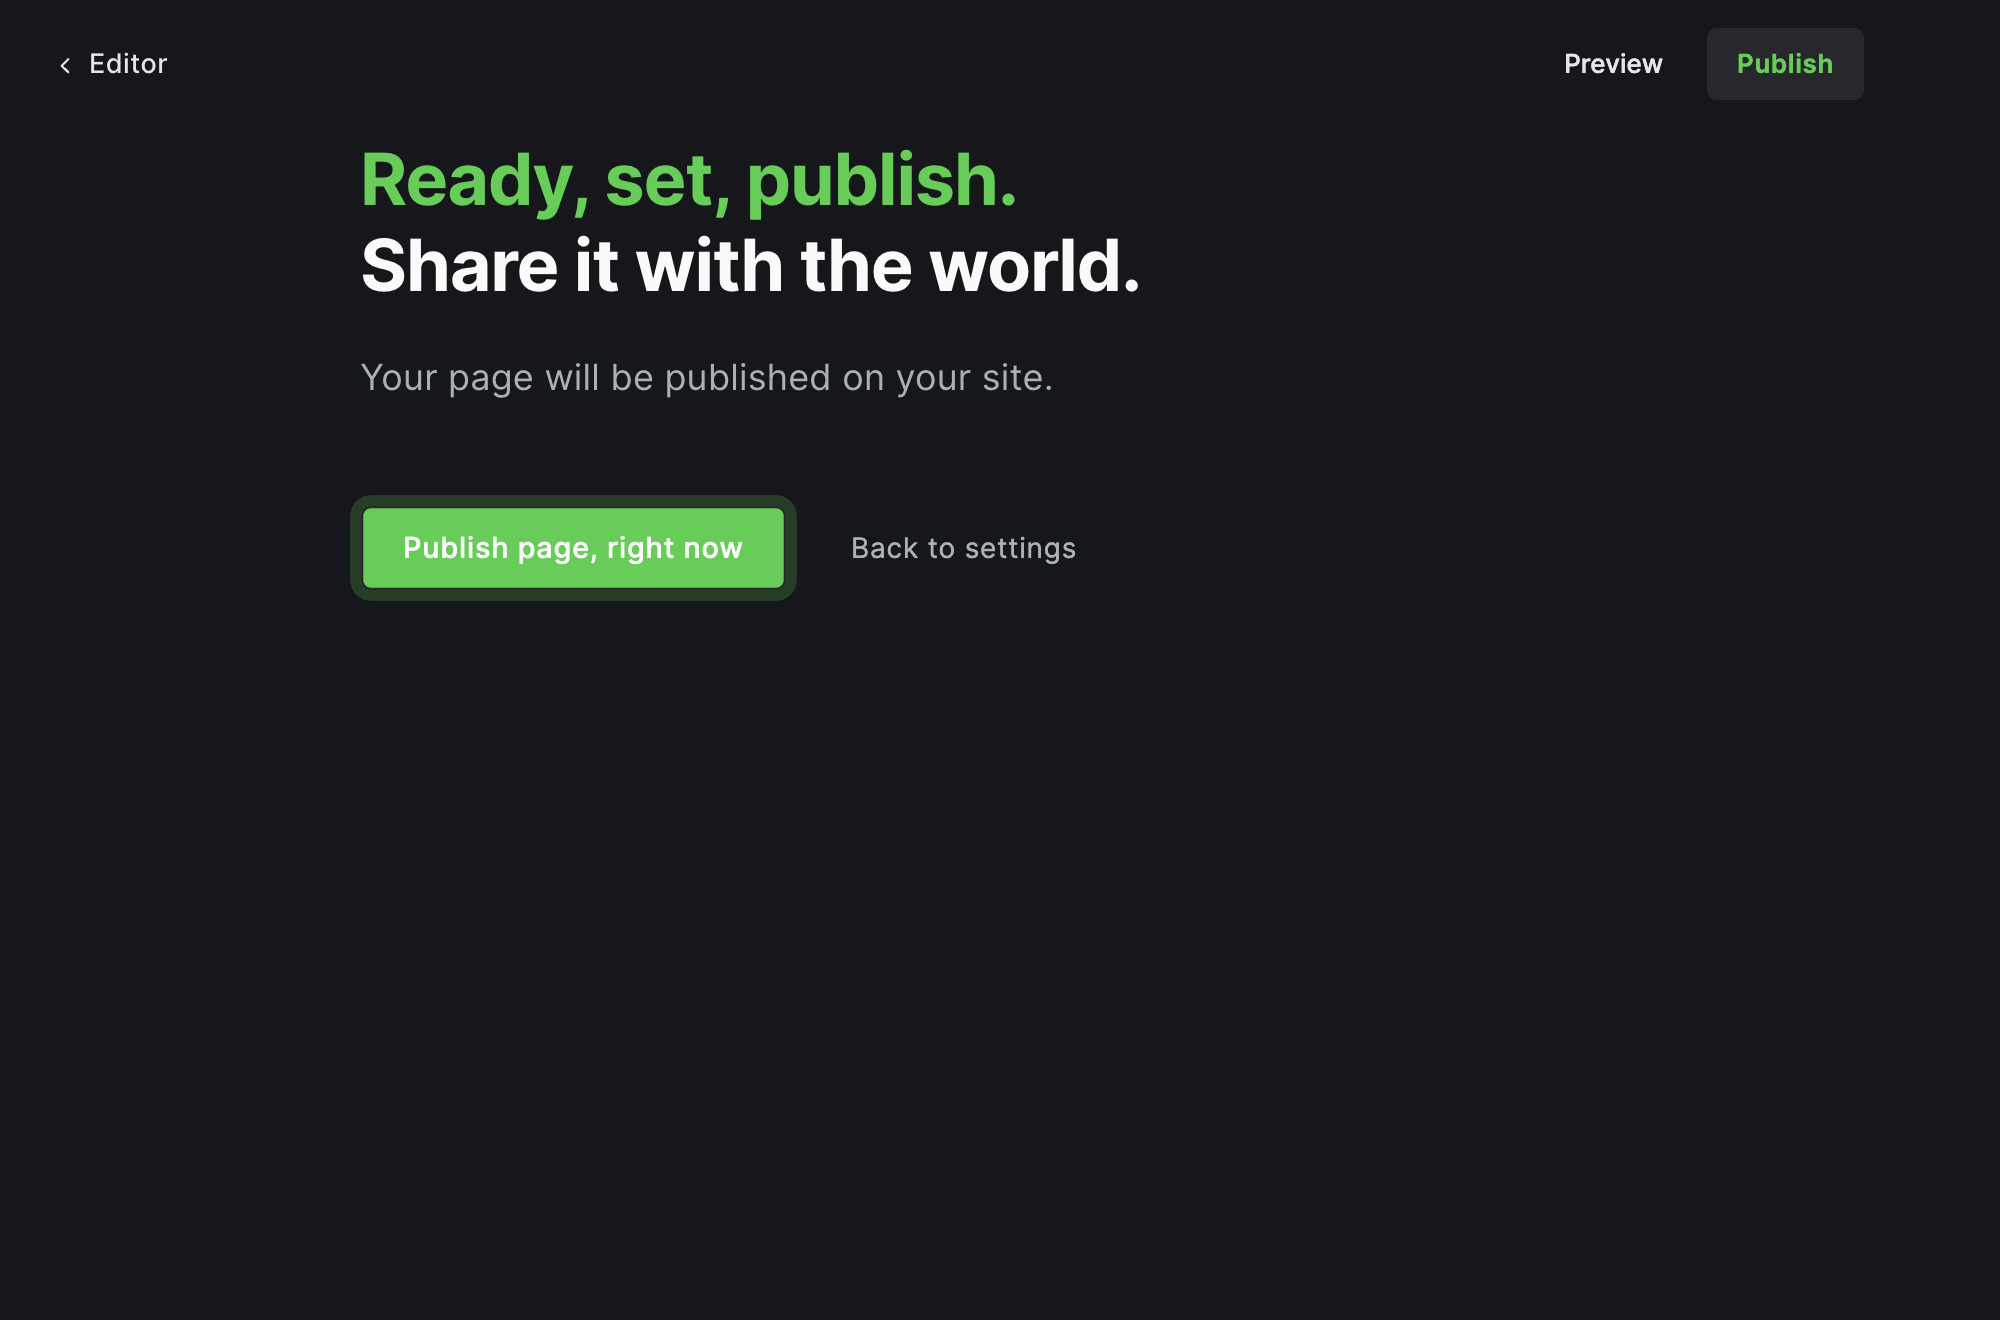 Editor
Preview
Publish
Ready, set, publish.
Share it with the world.
Your page will be published on your site.
Publish page, right now
Back to settings